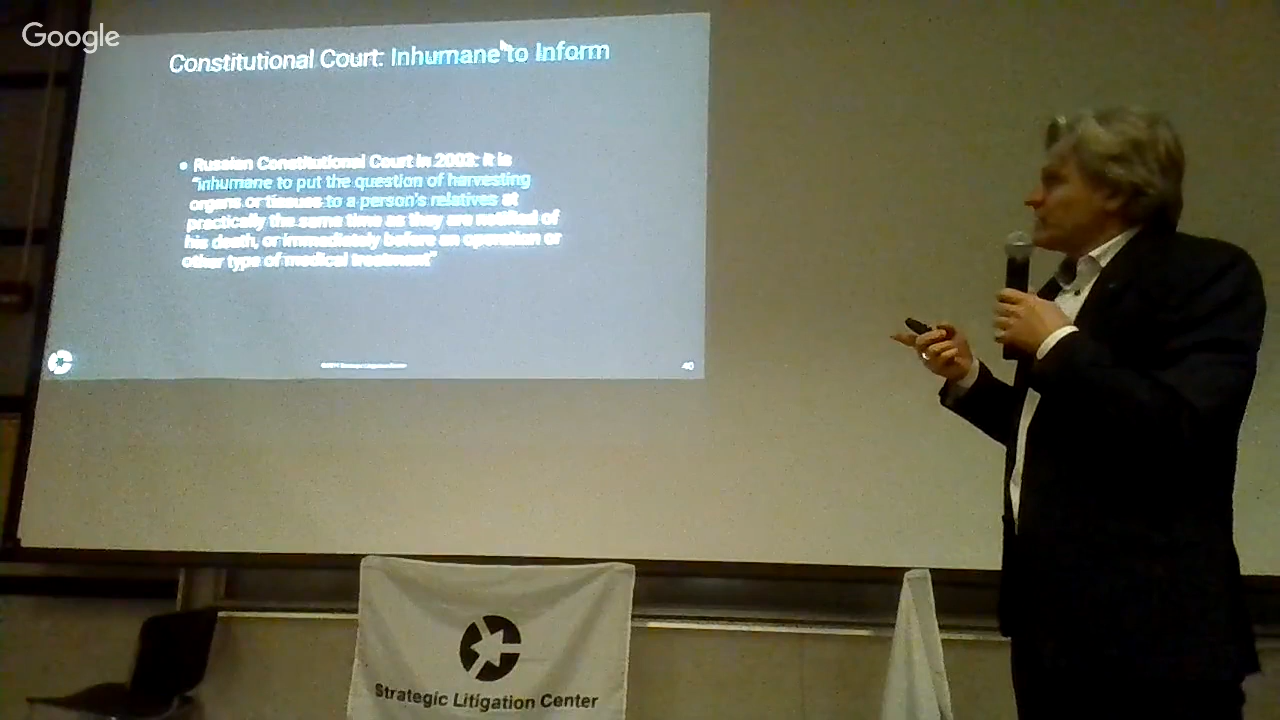 Google
Constitutional Court: Inhumane to Inform
Russian Constitutional Court in 2003: it is
"inhumane to put the question of harvesting
organs or tissues to a person's relatives at
practically the same time as they are notified of
his death, or immediately before an operation or
other type of medical treatment"
40
Strategic Litigation Center